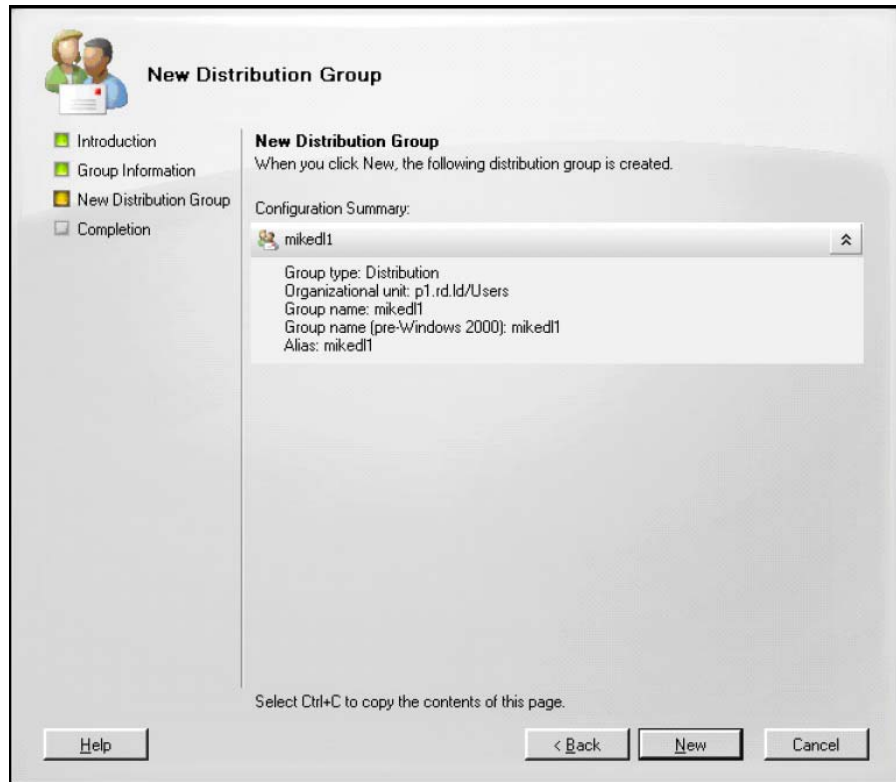 New Distribution Group
Introduction
Group Information
New Distribution Group
Completion
New Distribution Group
When you click New, the following distribution group is created.
Configuration Summary:
mikedl1
Group type: Distribution
Organizational unit: p1.rd.ld/Users
Group name: mikedl1
Group name (pre-Windows 2000): mikedl1
Alias: mikedl1
Select Ctrl+C to copy the contents of this page.
Help
< Back
New
Cancel